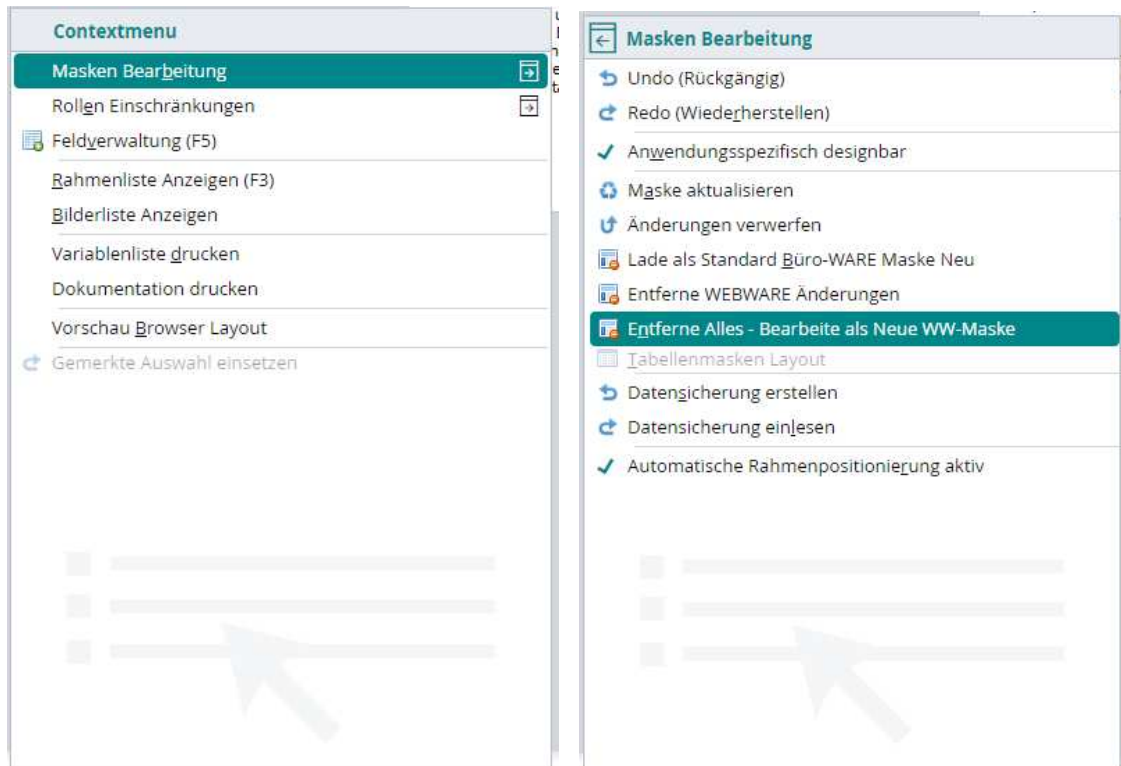 Contextmenu
Masken Bearbeitung
Rollen Einschränkungen
Feldverwaltung (F5)
Rahmenliste Anzeigen (F3)
Bilderliste Anzeigen
Variablenliste drucken
Dokumentation drucken
Vorschau Browser Layout
Gemerkte Auswahl einsetzen
Masken Bearbeitung
Undo (Rückgängig)
Redo (Wiederherstellen)
Anwendungsspezifisch designbar
Maske aktualisieren
Änderungen verwerfen
Lade als Standard Büro-WARE Maske Neu
Entferne WEBWARE Änderungen
Entferne Alles - Bearbeite als Neue WW-Maske
Tabellenmasken Layout
Datensicherung erstellen
Datensicherung einlesen
Automatische Rahmenpositionierung aktiv